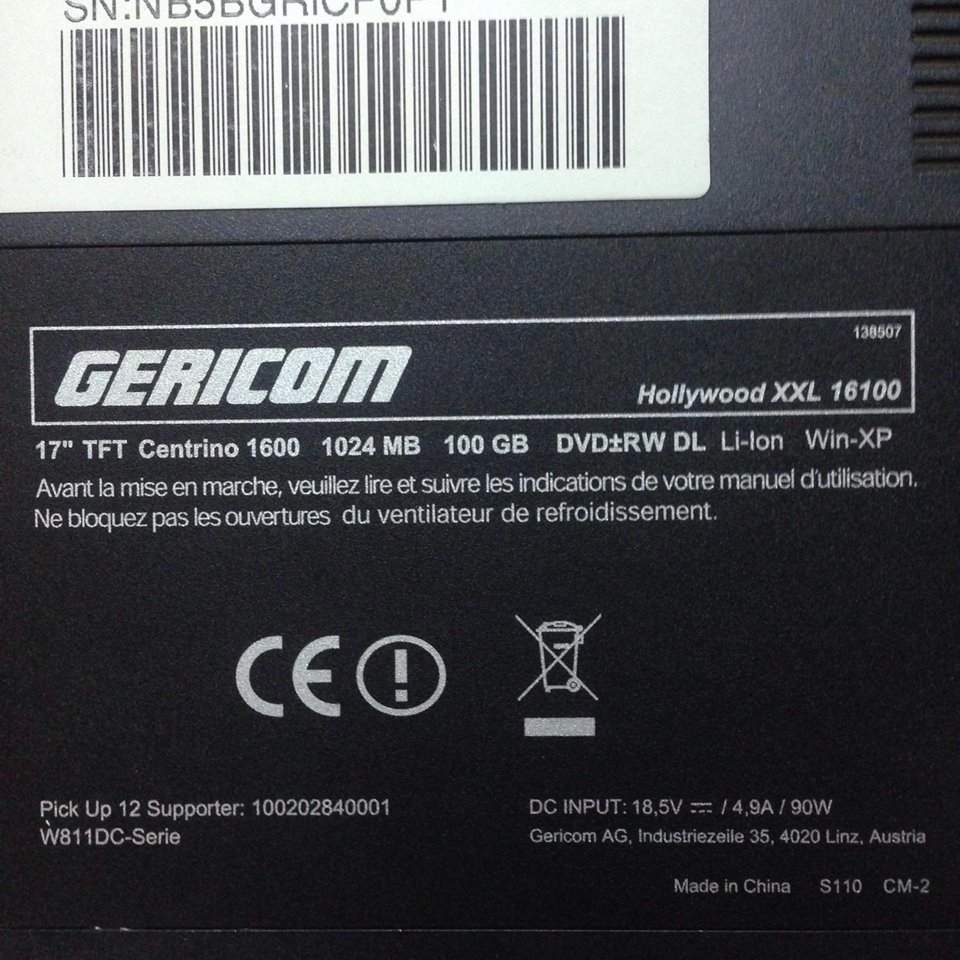 138507
GERICOM
Hollywood XXL 16100
17" TFT Centrino 1600 1024 MB 100 GB DVD±RW DL Li-Ion Win-XP
Avant la mise en marche, veuillez lire et suivre les indications de votre manuel d'utilisation.
Ne bloquez pas les ouvertures du ventilateur de refroidissement.
CE
Pick Up 12 Supporter: 100202840001
DC INPUT: 18,5V ⎓ / 4,9A / 90W
W811DC-Serie
Gericom AG, Industriezeile 35, 4020 Linz, Austria
Made in China S110 CM-2